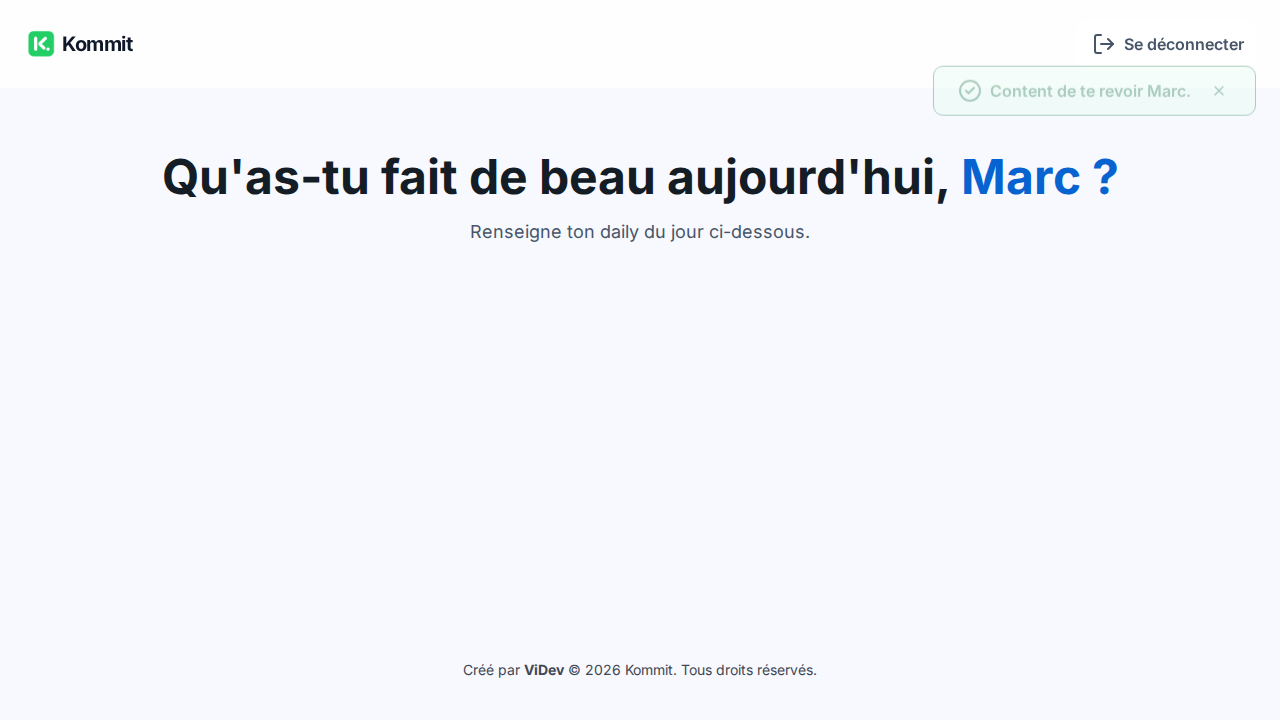 Kommit
Se déconnecter
Content de te revoir Marc.
Qu'as-tu fait de beau aujourd'hui, Marc ?
Renseigne ton daily du jour ci-dessous.
Créé par ViDev © 2026 Kommit. Tous droits réservés.